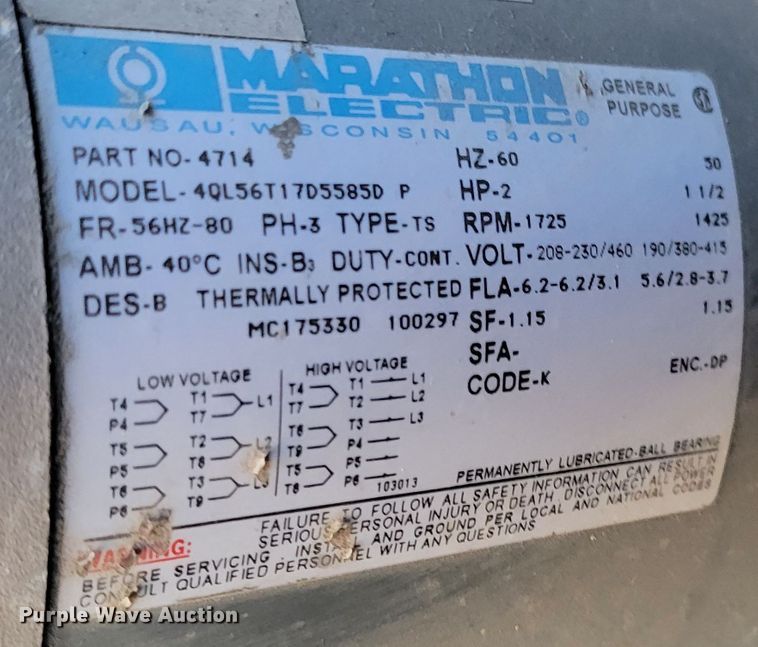 MARATHON
ELECTRIC®
WAUSAU, WISCONSIN 54401
GENERAL PURPOSE
PART NO-4714 HZ-60 50
MODEL-4QL56T17D5585D P HP-2 1 1/2
FR-56HZ-80 PH-3 TYPE-TS RPM-1725 1425
AMB-40°C INS-B3 DUTY-CONT. VOLT-208-230/460 190/380-415
DES-B THERMALLY PROTECTED FLA-6.2-6.2/3.1 5.6/2.8-3.7
MC175330 100297 SF-1.15 1.15
SFA-
CODE-K ENC.-DP
LOW VOLTAGE HIGH VOLTAGE
T4 T1 L1 T4 T1 L1
P4 T7 T7 T2 L2
T5 T2 L2 T6 T3 L3
P5 T8 T9 P4
T6 T3 L3 T5 P5
P6 T9 T8 P6
103013
PERMANENTLY LUBRICATED-BALL BEARING
WARNING: FAILURE TO FOLLOW ALL SAFETY INFORMATION CAN RESULT IN
SERIOUS PERSONAL INJURY OR DEATH. DISCONNECT ALL POWER
BEFORE SERVICING. INSTALL AND GROUND PER LOCAL AND NATIONAL CODES
CONSULT QUALIFIED PERSONNEL WITH ANY QUESTIONS
Purple Wave Auction